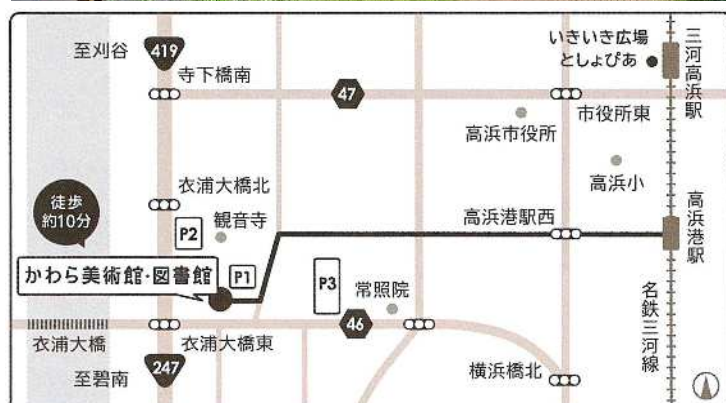 至刈谷
419
寺下橋南
47
いきいき広場
としょぴあ
三河高浜駅
市役所東
高浜市役所
高浜小
衣浦大橋北
徒歩
約10分
P2
観音寺
高浜港駅西
高浜港駅
かわら美術館・図書館
P1
P3
常照院
46
名鉄三河線
衣浦大橋
衣浦大橋東
247
至碧南
横浜橋北